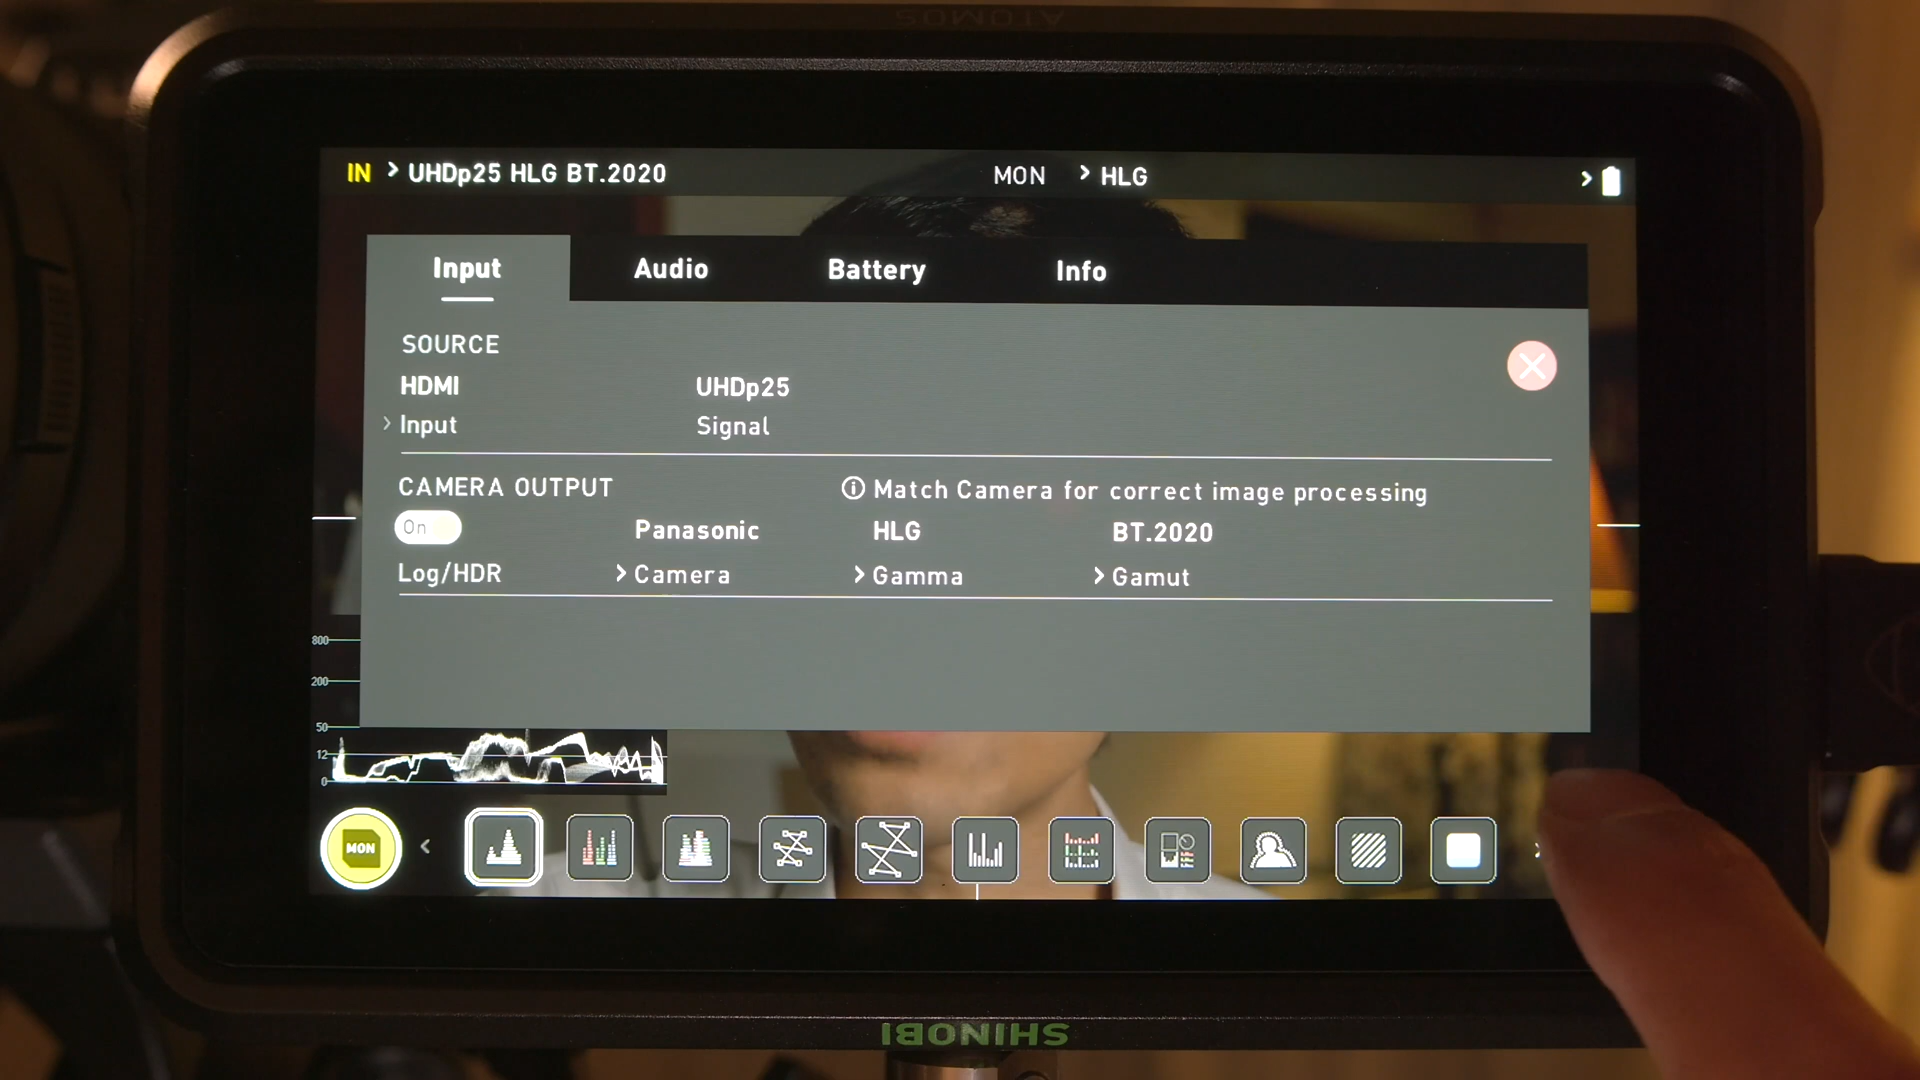 ATOMOS
IN > UHDp25 HLG BT.2020 MON > HLG >
Input Audio Battery Info
SOURCE
HDMI UHDp25
> Input Signal
CAMERA OUTPUT Match Camera for correct image processing
On Panasonic HLG BT.2020
Log/HDR > Camera > Gamma > Gamut
800
200
50
12
0
MON
SHINOBI